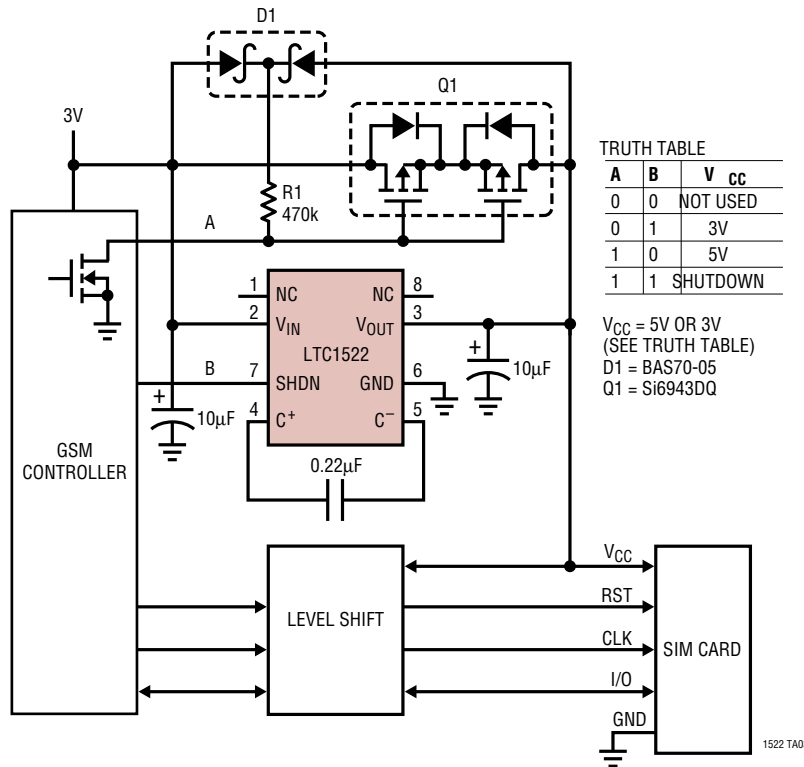 D1
Q1
3V
R1
470k
A
TRUTH TABLE
A B V CC
0 0 NOT USED
0 1 3V
1 0 5V
1 1 SHUTDOWN
VCC = 5V OR 3V
(SEE TRUTH TABLE)
D1 = BAS70-05
Q1 = Si6943DQ
1 NC NC 8
2 VIN VOUT 3
LTC1522
B 7 SHDN GND 6
4 C+ C– 5
+ 10µF
+ 10µF
0.22µF
GSM
CONTROLLER
LEVEL SHIFT
VCC
RST
CLK
I/O
GND
SIM CARD
1522 TA0